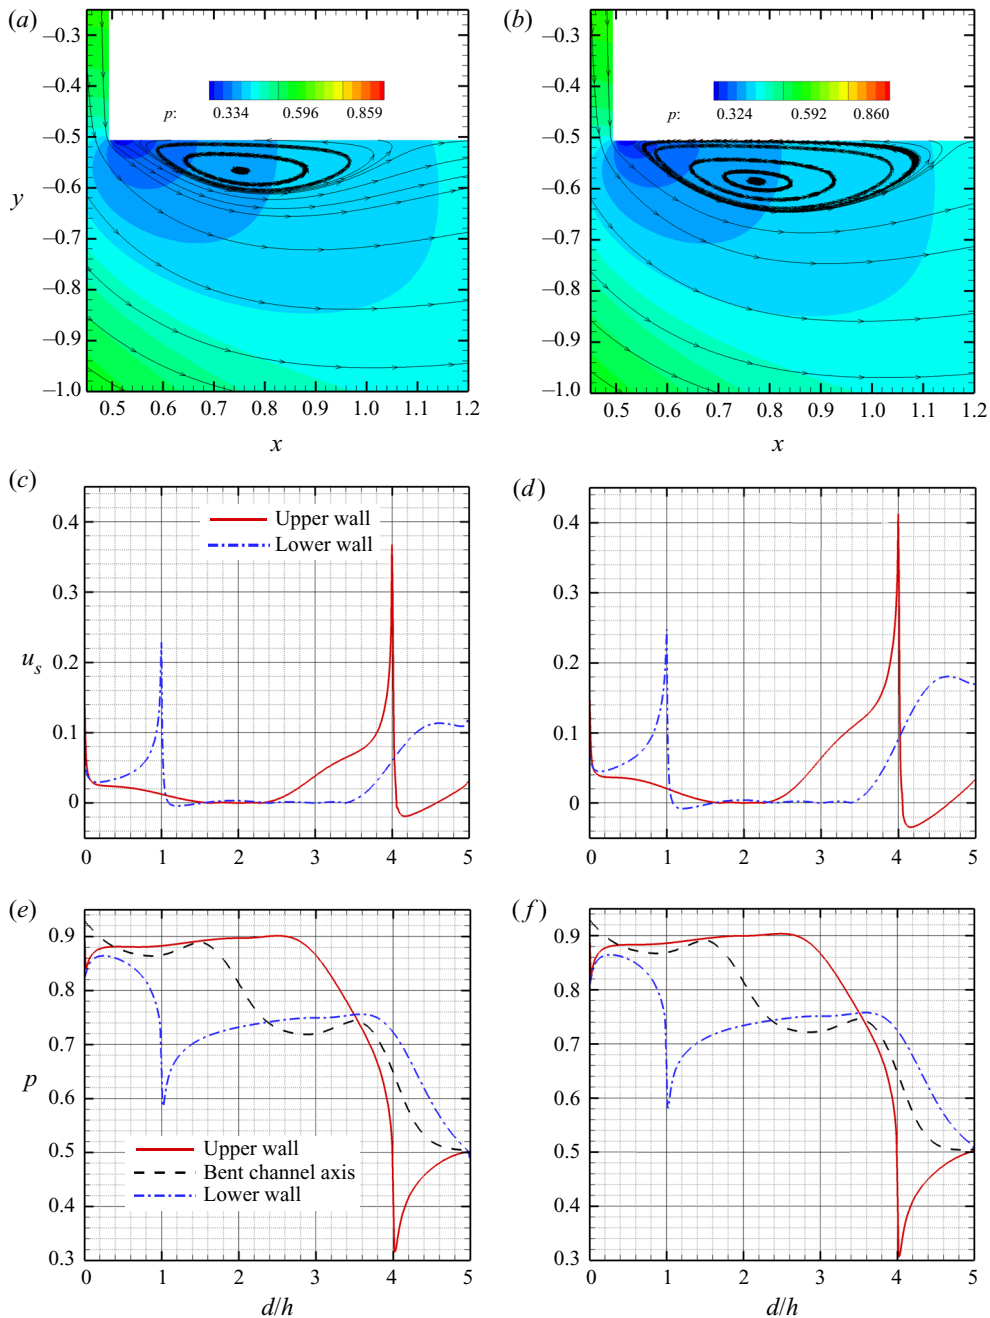 (a)
(b)
–0.3
–0.4
–0.5
–0.6
–0.7
–0.8
–0.9
–1.0
y
p:
0.334 0.596 0.859
0.5 0.6 0.7 0.8 0.9 1.0 1.1 1.2
x
–0.3
–0.4
–0.5
–0.6
–0.7
–0.8
–0.9
–1.0
p:
0.324 0.592 0.860
0.5 0.6 0.7 0.8 0.9 1.0 1.1 1.2
x
(c)
(d)
0.4
0.3
0.2
0.1
0
us
Upper wall
Lower wall
0 1 2 3 4 5
0.4
0.3
0.2
0.1
0
0 1 2 3 4 5
(e)
(f)
0.9
0.8
0.7
0.6
0.5
0.4
0.3
p
Upper wall
Bent channel axis
Lower wall
0 1 2 3 4 5
d/h
0.9
0.8
0.7
0.6
0.5
0.4
0.3
0 1 2 3 4 5
d/h